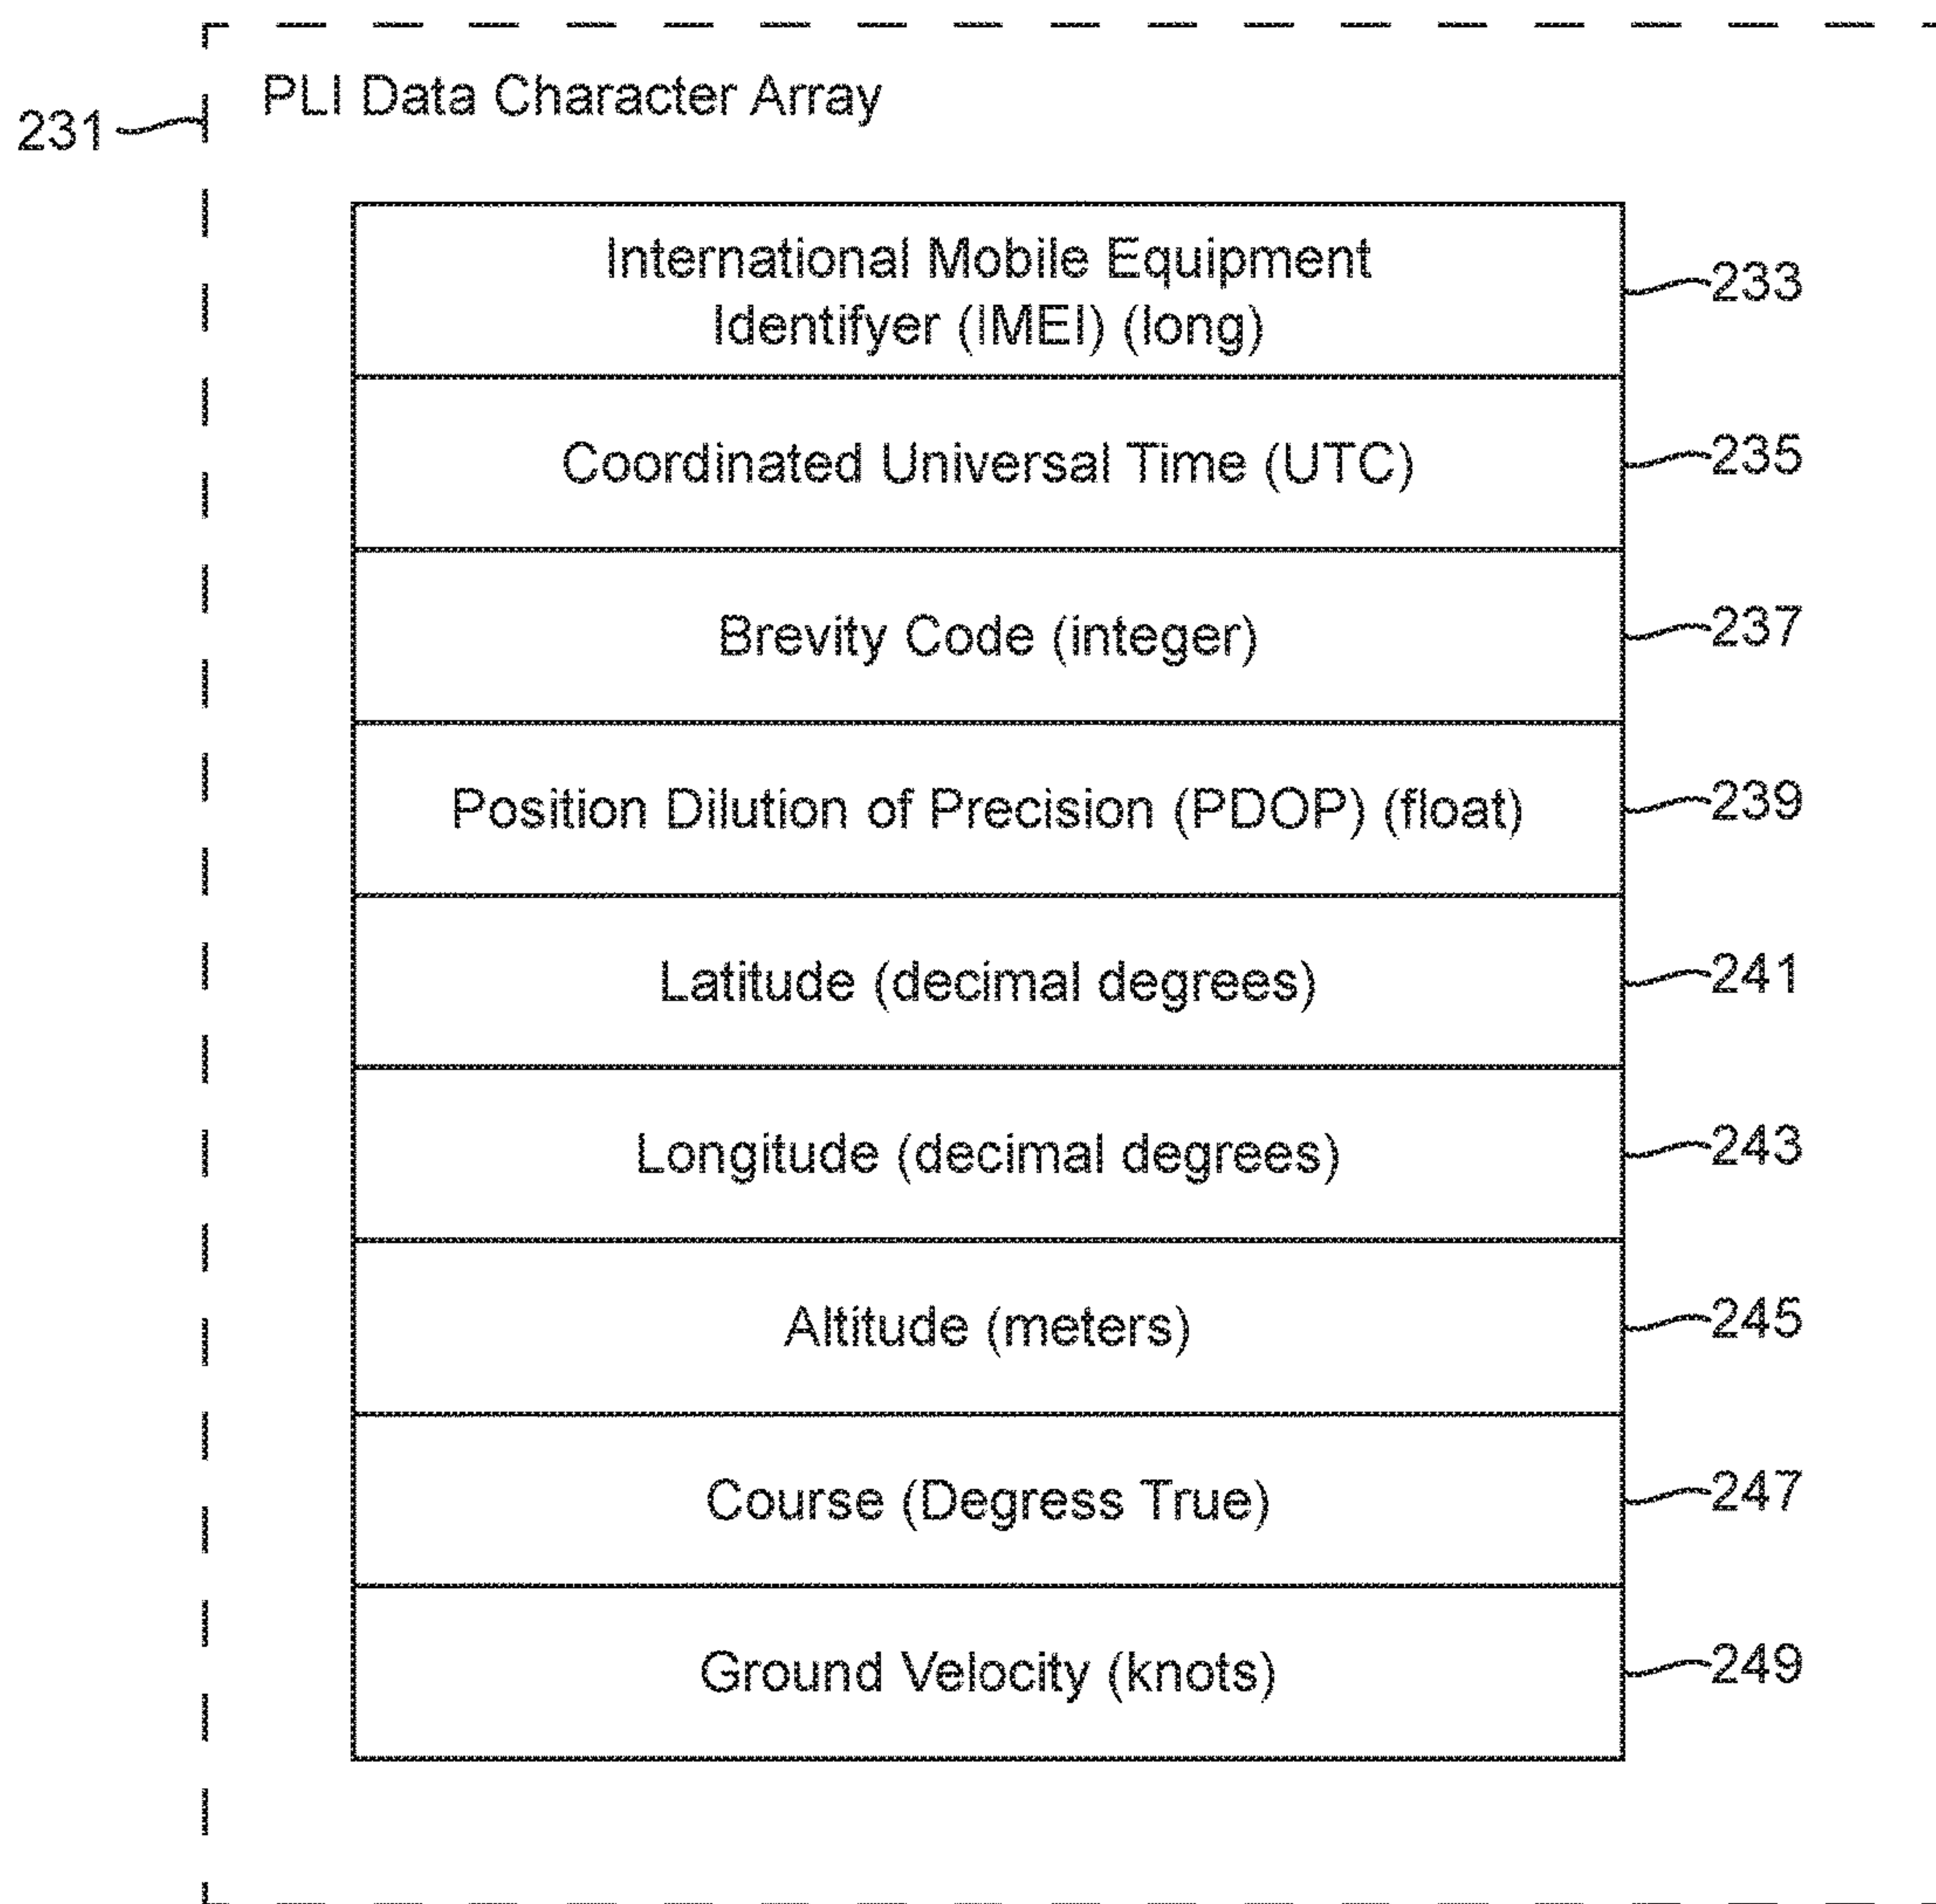 PLI Data Character Array
231
International Mobile Equipment
Identifyer (IMEI) (long)
233
Coordinated Universal Time (UTC)
235
Brevity Code (integer)
237
Position Dilution of Precision (PDOP) (float)
239
Latitude (decimal degrees)
241
Longitude (decimal degrees)
243
Altitude (meters)
245
Course (Degress True)
247
Ground Velocity (knots)
249